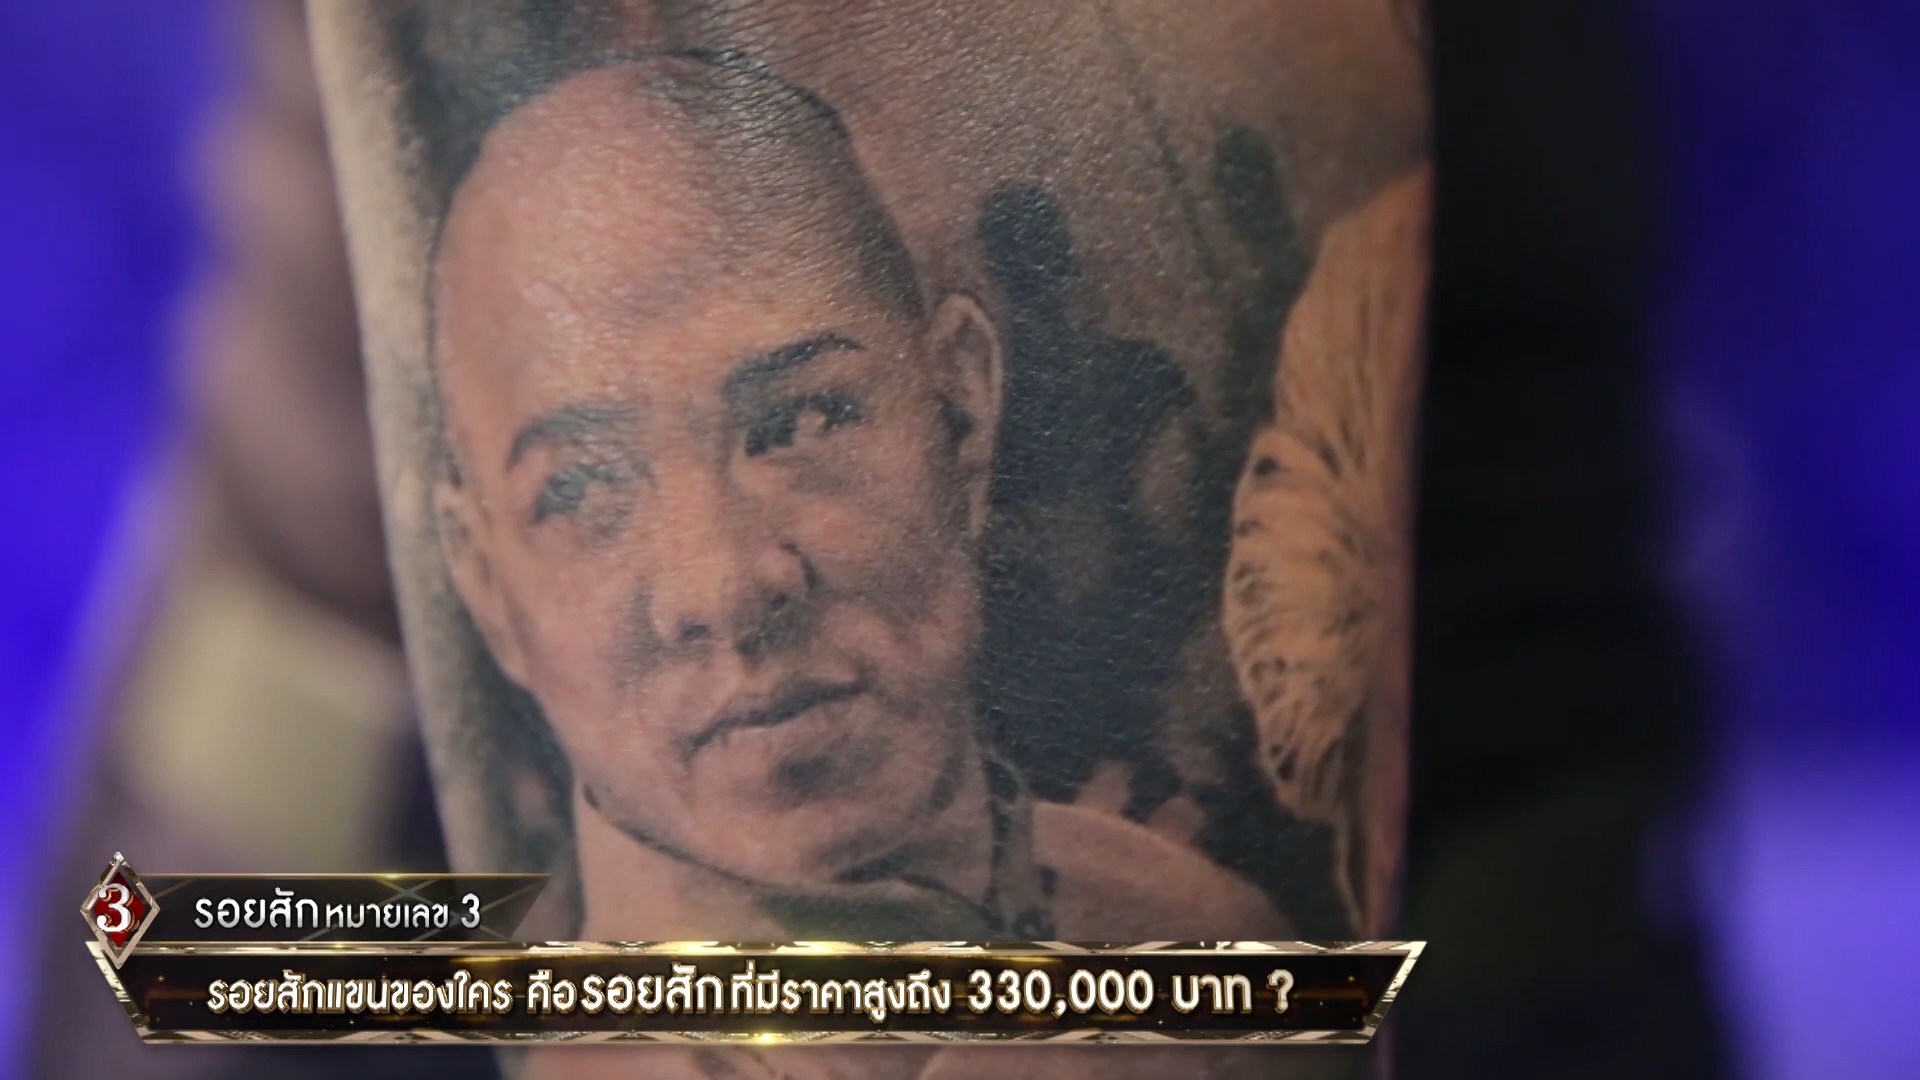 3
รอยสักหมายเลข 3
รอยสักแขนของใคร คือรอยสักที่มีราคาสูงถึง 330,000 บาท ?